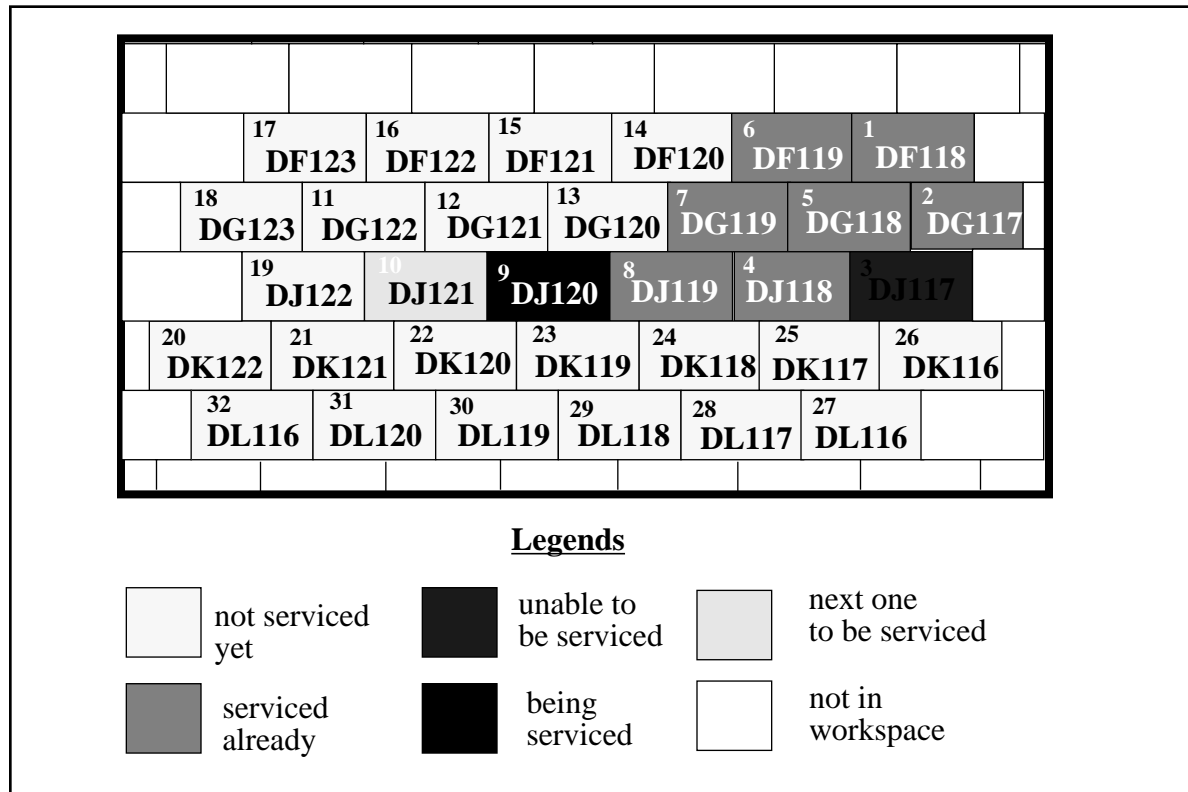 17 16 15 14 6 1
DF123 DF122 DF121 DF120 DF119 DF118
18 11 12 13 7 5 2
DG123 DG122 DG121 DG120 DG119 DG118 DG117
19 10 9 8 4 3
DJ122 DJ121 DJ120 DJ119 DJ118 DJ117
20 21 22 23 24 25 26
DK122 DK121 DK120 DK119 DK118 DK117 DK116
32 31 30 29 28 27
DL116 DL120 DL119 DL118 DL117 DL116
Legends
not serviced
yet
unable to
be serviced
next one
to be serviced
serviced
already
being
serviced
not in
workspace